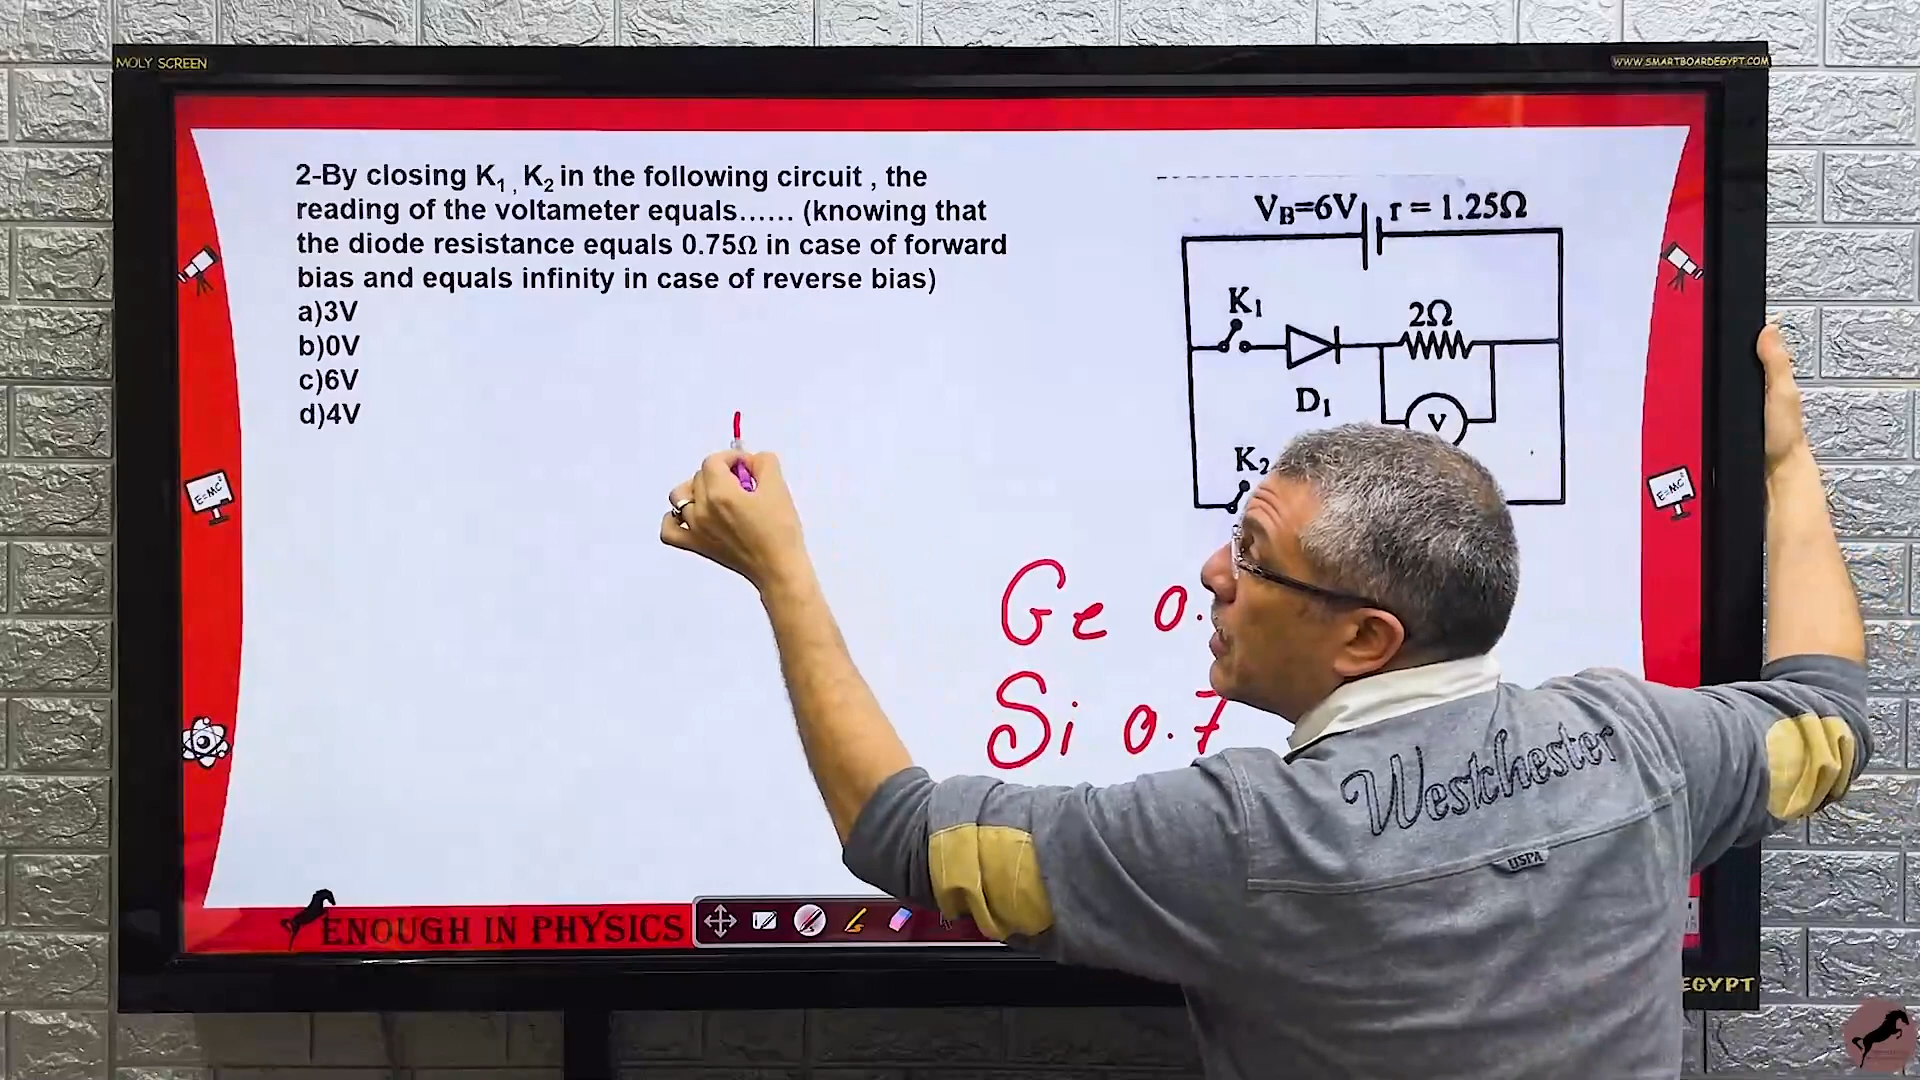 MOLY SCREEN
WWW.SMARTBOARDEGYPT.COM
2-By closing K₁ , K₂ in the following circuit , the
reading of the voltameter equals...... (knowing that
the diode resistance equals 0.75Ω in case of forward
bias and equals infinity in case of reverse bias)
a)3V
b)0V
c)6V
d)4V
V_B=6V r = 1.25Ω
K₁
2Ω
D₁
V
K₂
E=MC²
E=MC²
Ge 0.
Si 0.7
Westchester
USPA
ENOUGH IN PHYSICS
EGYPT